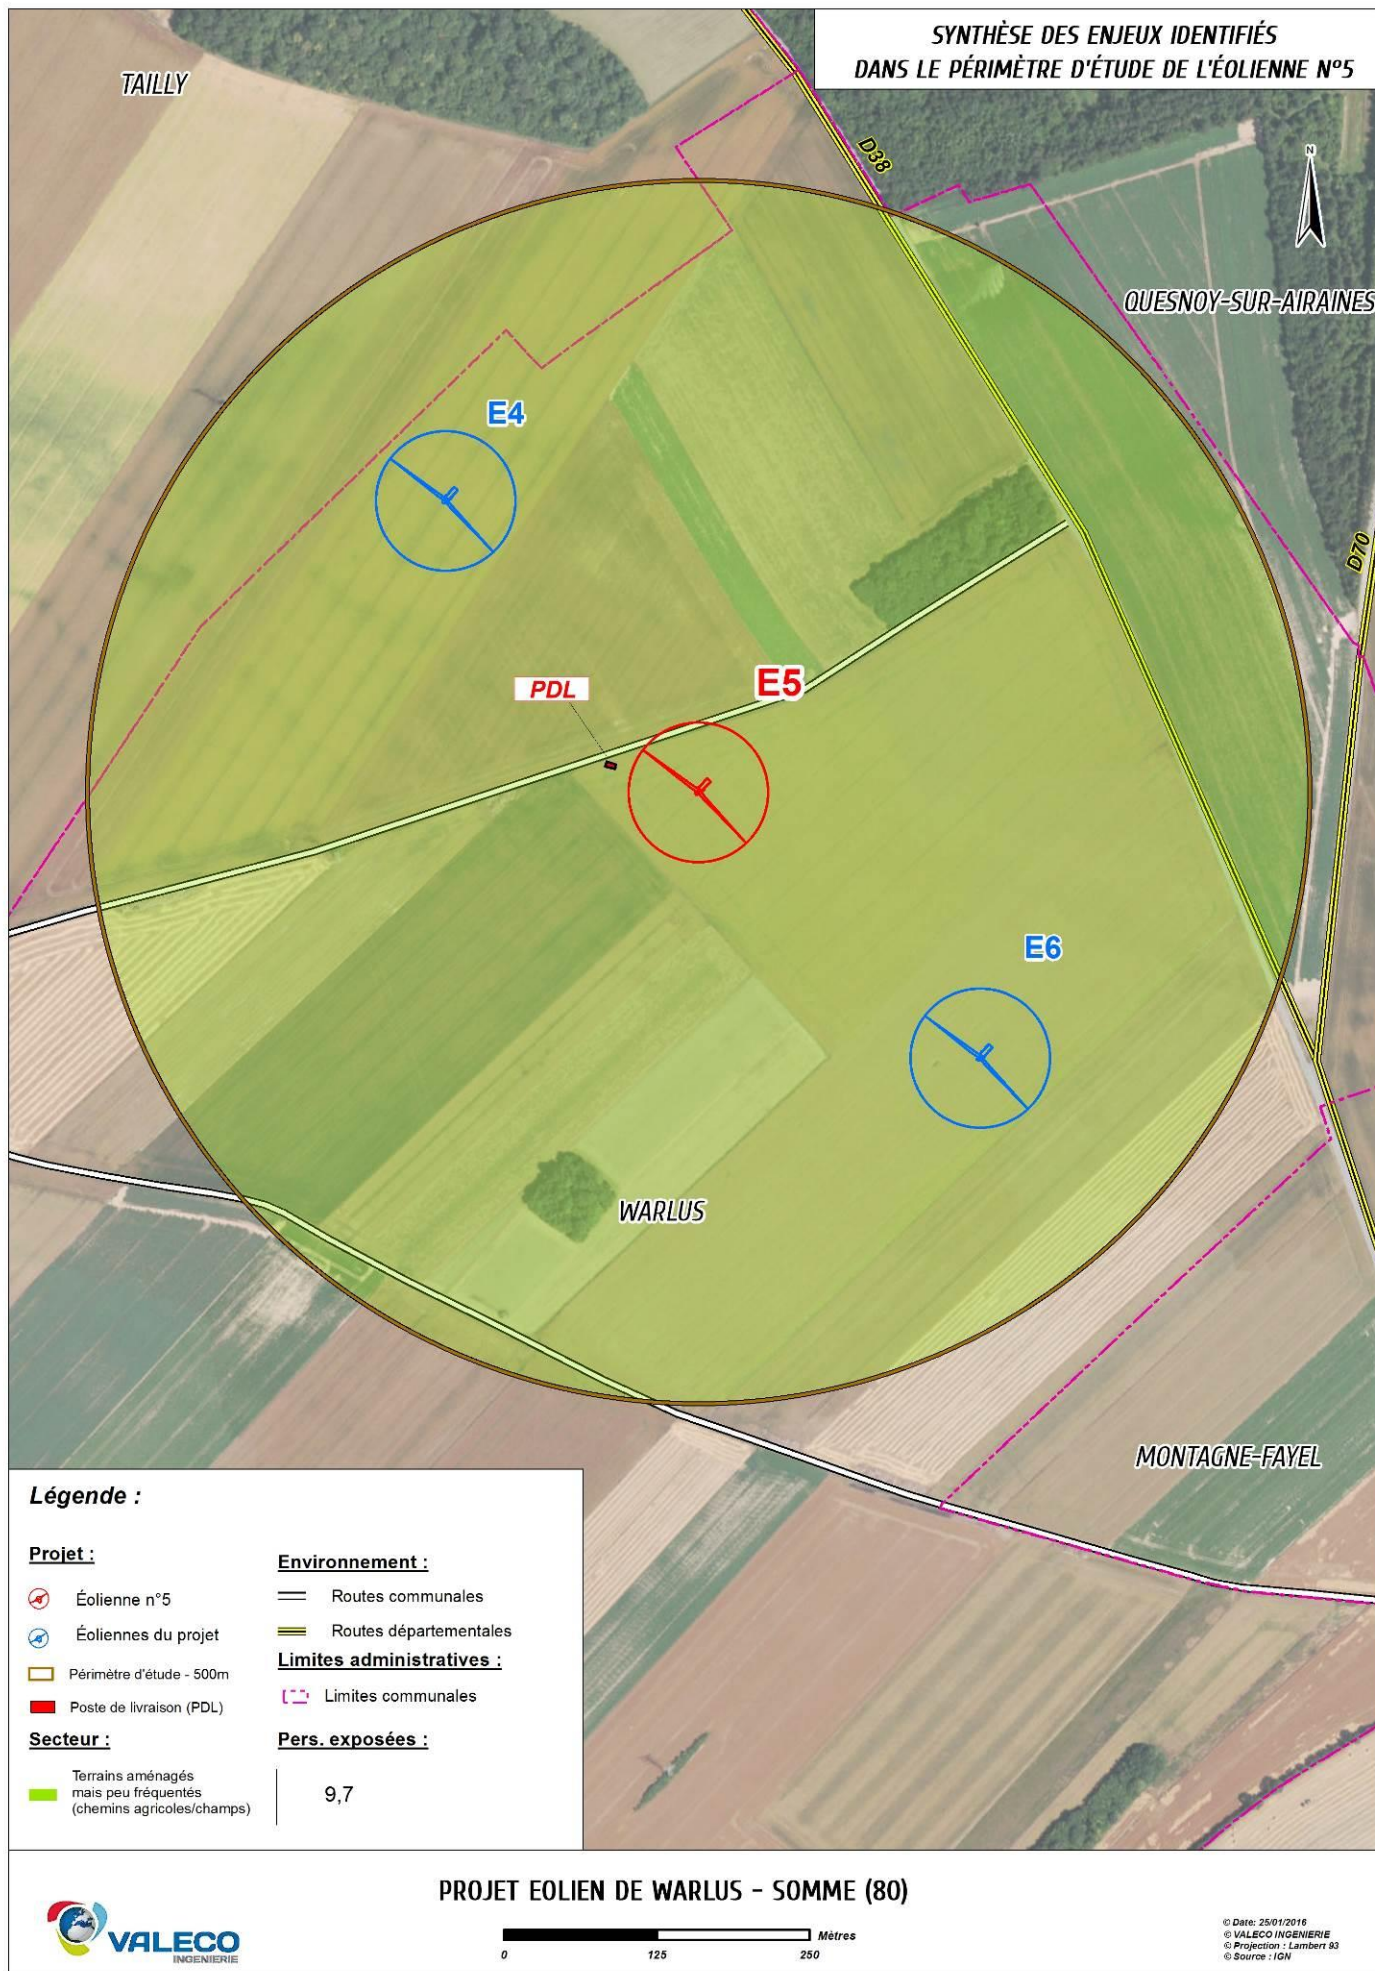 SYNTHÈSE DES ENJEUX IDENTIFIÉS
DANS LE PÉRIMÈTRE D'ÉTUDE DE L'ÉOLIENNE N°5
TAILLY
D38
N
QUESNOY-SUR-AIRAINES
E4
D70
PDL
E5
E6
WARLUS
MONTAGNE-FAYEL
Légende :
Projet :
Éolienne n°5
Éoliennes du projet
Périmètre d'étude - 500m
Poste de livraison (PDL)
Secteur :
Terrains aménagés
mais peu fréquentés
(chemins agricoles/champs)
Environnement :
Routes communales
Routes départementales
Limites administratives :
Limites communales
Pers. exposées :
9,7
PROJET EOLIEN DE WARLUS - SOMME (80)
VALECO
INGENIERIE
Mètres
0 125 250
© Date: 25/01/2016
© VALECO INGENIERIE
© Projection : Lambert 93
© Source : IGN